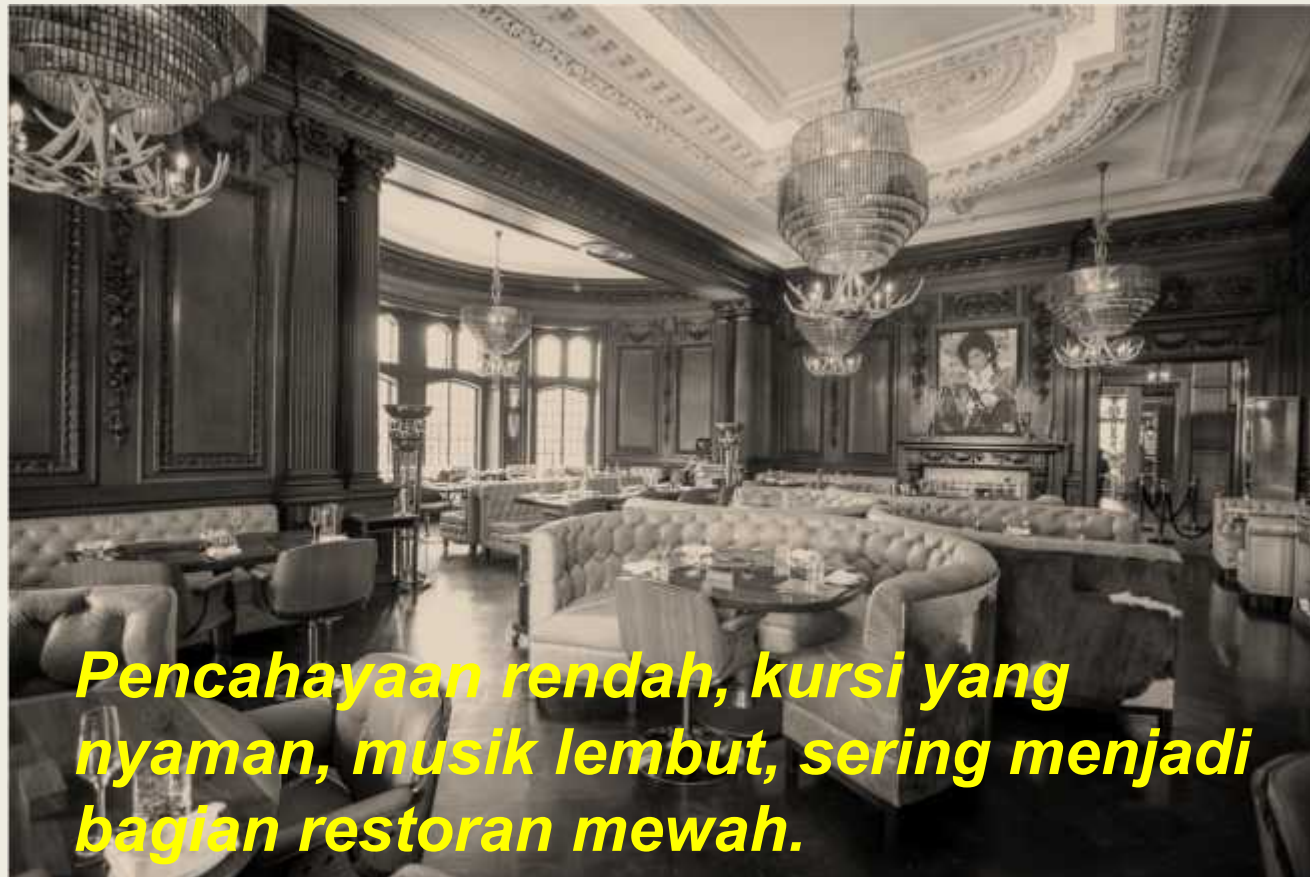 Pencahayaan rendah, kursi yang
nyaman, musik lembut, sering menjadi
bagian restoran mewah.